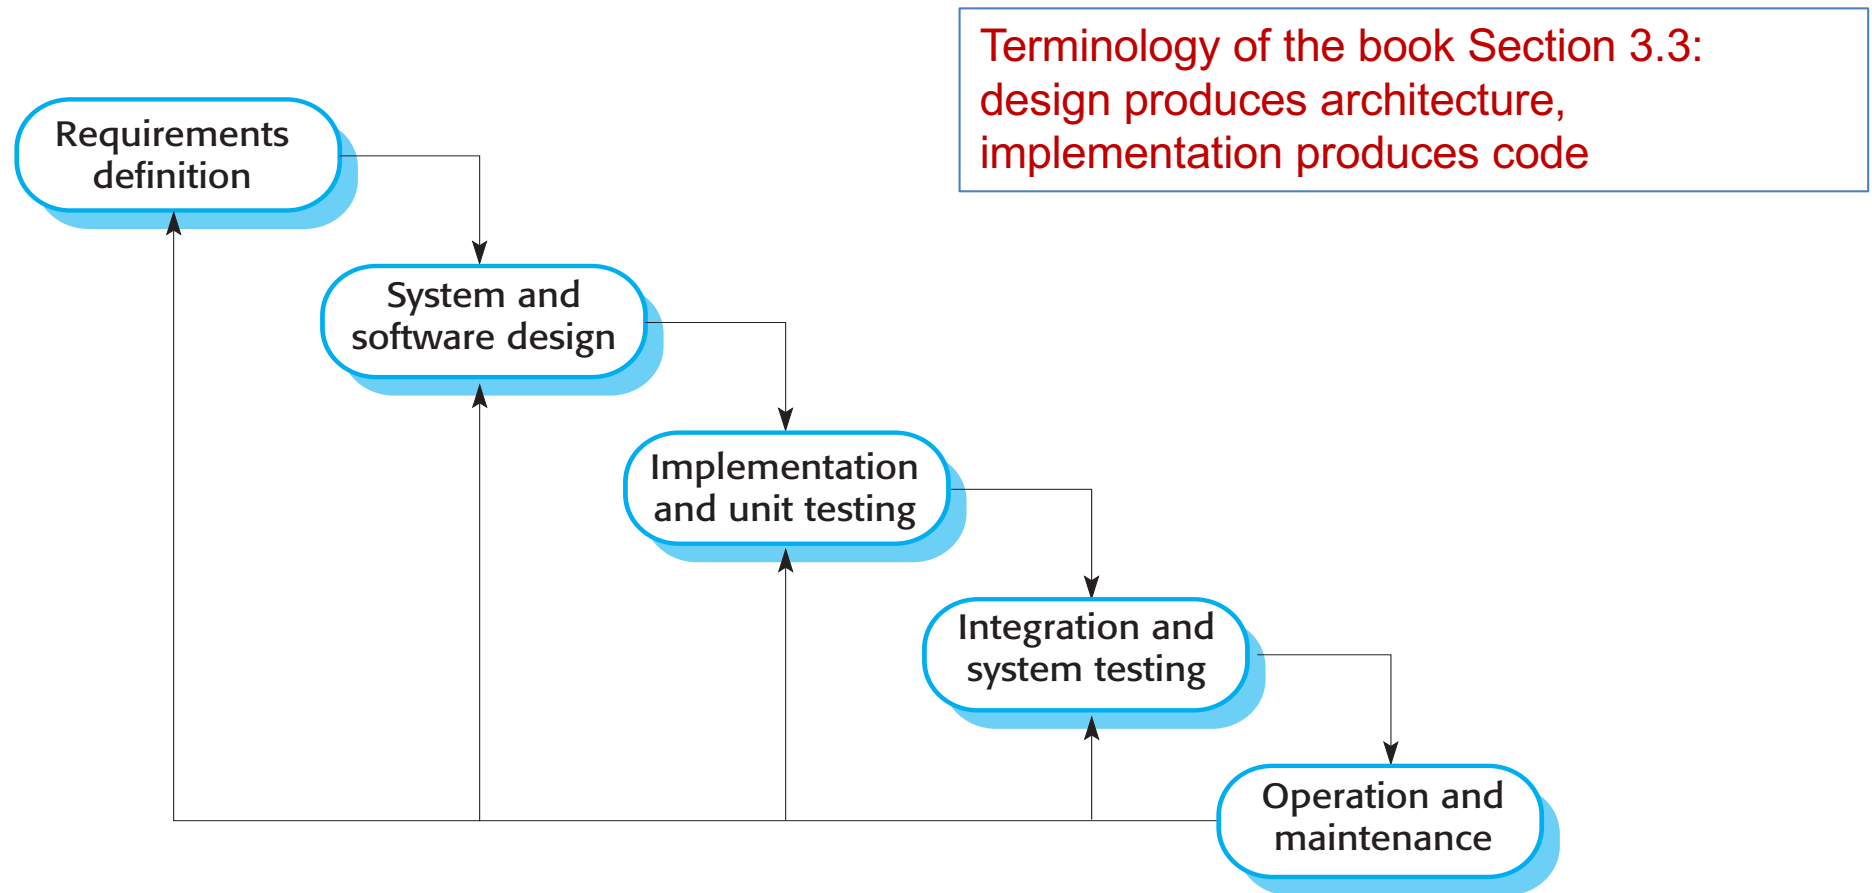 Terminology of the book Section 3.3:
design produces architecture,
implementation produces code
Requirements
definition
System and
software design
Implementation
and unit testing
Integration and
system testing
Operation and
maintenance